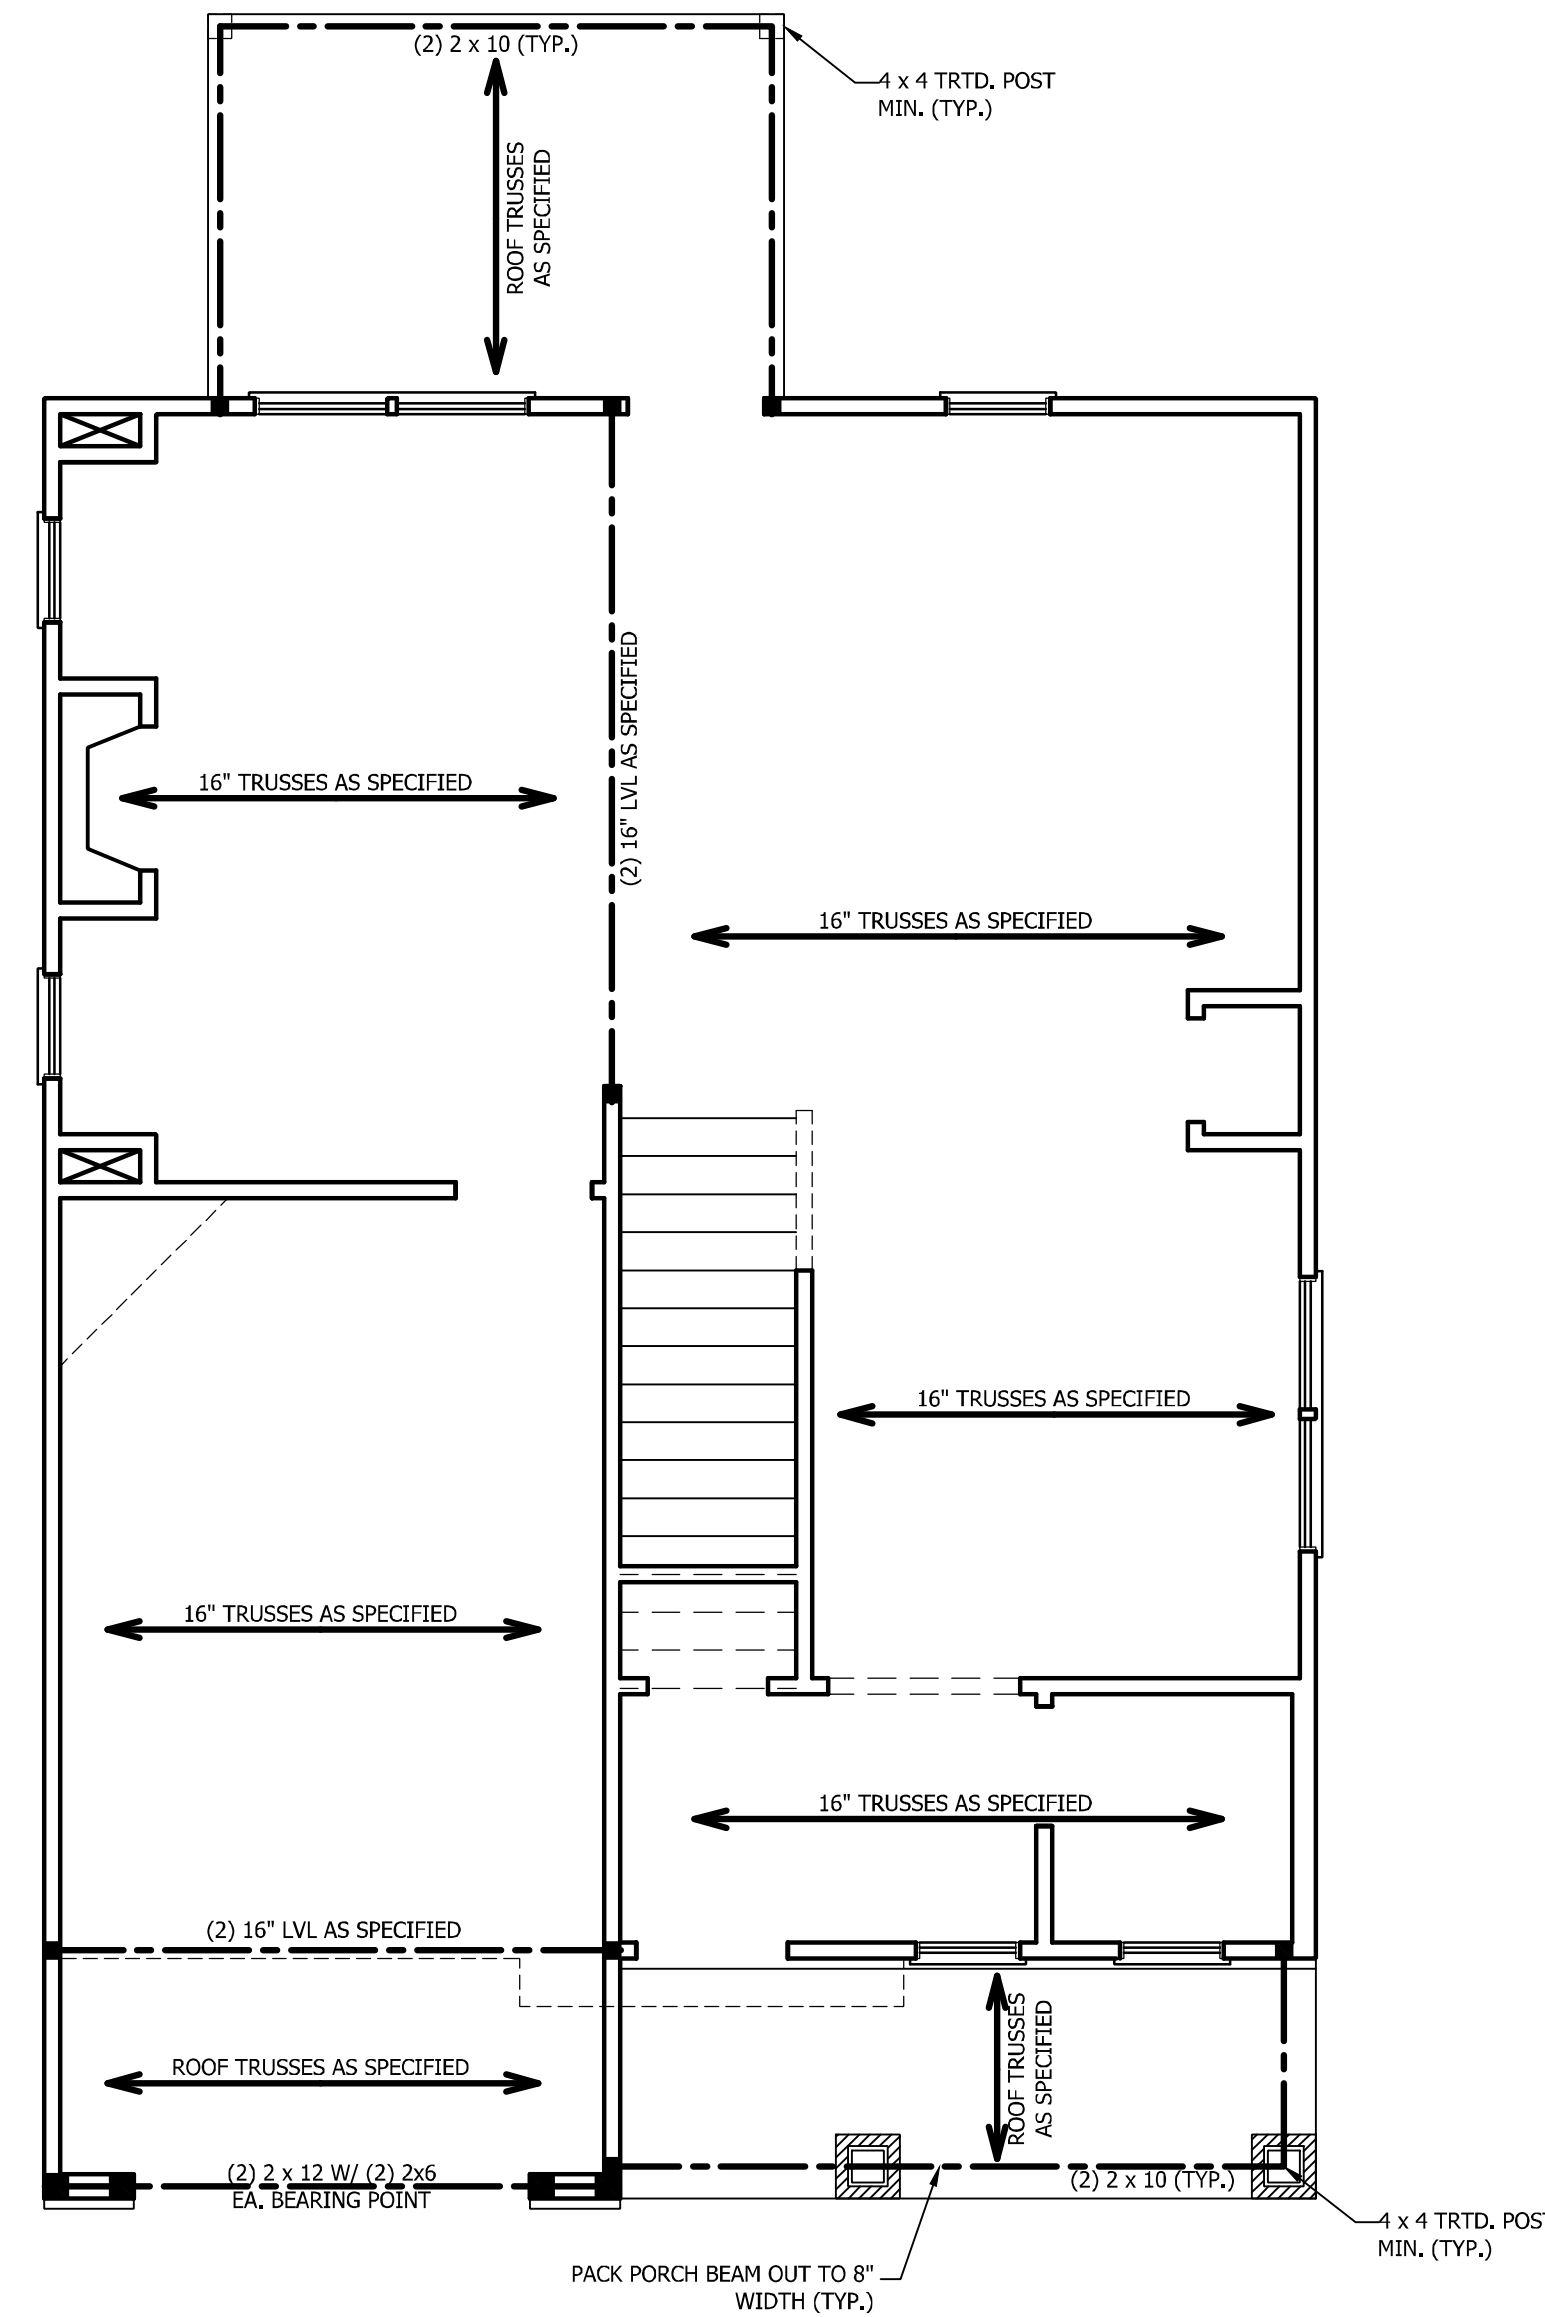 (2) 2 x 10 (TYP.)
4 x 4 TRTD. POST
MIN. (TYP.)
ROOF TRUSSES
AS SPECIFIED
(2) 16" LVL AS SPECIFIED
16" TRUSSES AS SPECIFIED
16" TRUSSES AS SPECIFIED
16" TRUSSES AS SPECIFIED
16" TRUSSES AS SPECIFIED
16" TRUSSES AS SPECIFIED
(2) 16" LVL AS SPECIFIED
ROOF TRUSSES
AS SPECIFIED
ROOF TRUSSES AS SPECIFIED
(2) 2 x 12 W/ (2) 2x6
EA. BEARING POINT
(2) 2 x 10 (TYP.)
4 x 4 TRTD. POS
MIN. (TYP.)
PACK PORCH BEAM OUT TO 8"
WIDTH (TYP.)